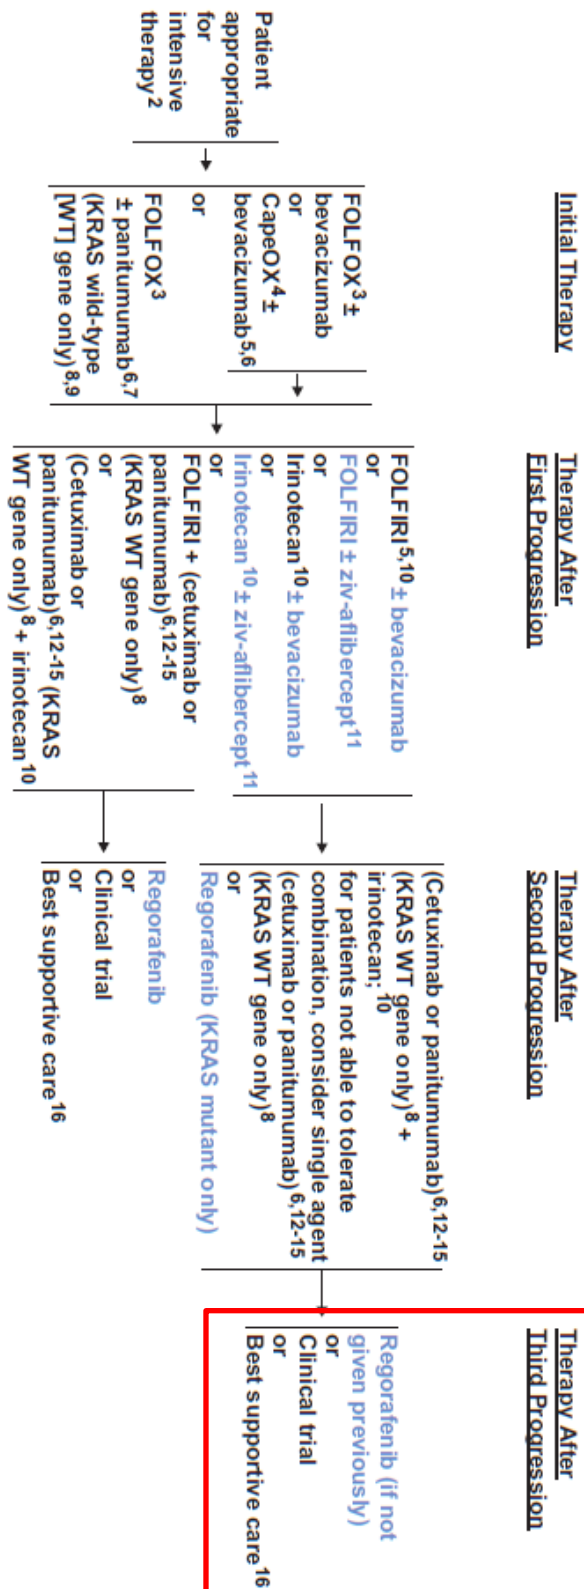 Initial Therapy
Patient
appropriate
for
intensive
therapy2
FOLFOX3 ±
bevacizumab
or
CapeOX4 ±
bevacizumab5,6
or
FOLFOX3
± panitumumab6,7
(KRAS wild-type
[WT] gene only)8,9
Therapy After
First Progression
FOLFIRI5,10 ± bevacizumab
or
FOLFIRI ± ziv-aflibercept11
or
Irinotecan10 ± bevacizumab
or
Irinotecan10 ± ziv-aflibercept11
or
FOLFIRI + (cetuximab or
panitumumab)6,12-15
(KRAS WT gene only)8
or
(Cetuximab or
panitumumab)6,12-15 (KRAS
WT gene only)8 + irinotecan10
Therapy After
Second Progression
(Cetuximab or panitumumab)6,12-15
(KRAS WT gene only)8 +
irinotecan;10
for patients not able to tolerate
combination, consider single agent
(cetuximab or panitumumab)6,12-15
(KRAS WT gene only)8
or
Regorafenib (KRAS mutant only)
Regorafenib
or
Clinical trial
or
Best supportive care16
Therapy After
Third Progression
Regorafenib (if not
given previously)
or
Clinical trial
or
Best supportive care16